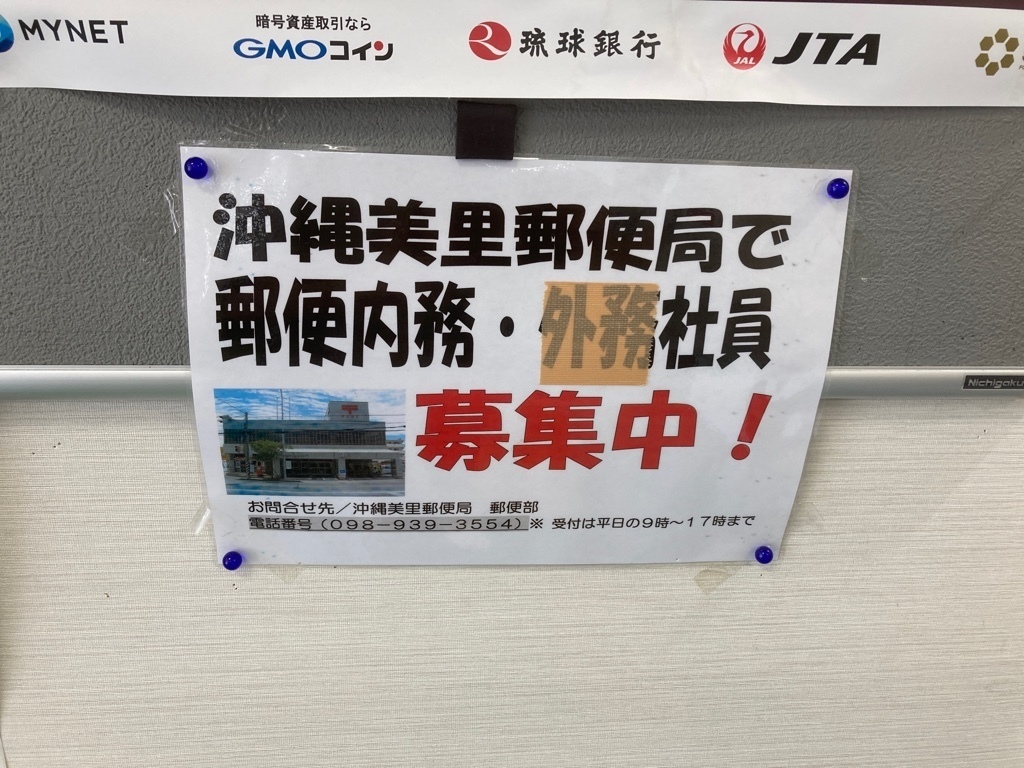 MYNET
暗号資産取引なら
GMOコイン
琉球銀行
JAL
JTA
沖縄美里郵便局で
郵便内務・外務社員
募集中！
お問合せ先／沖縄美里郵便局　郵便部
電話番号（０９８－９３９－３５５４）※ 受付は平日の９時～１７時まで
Nichigaku